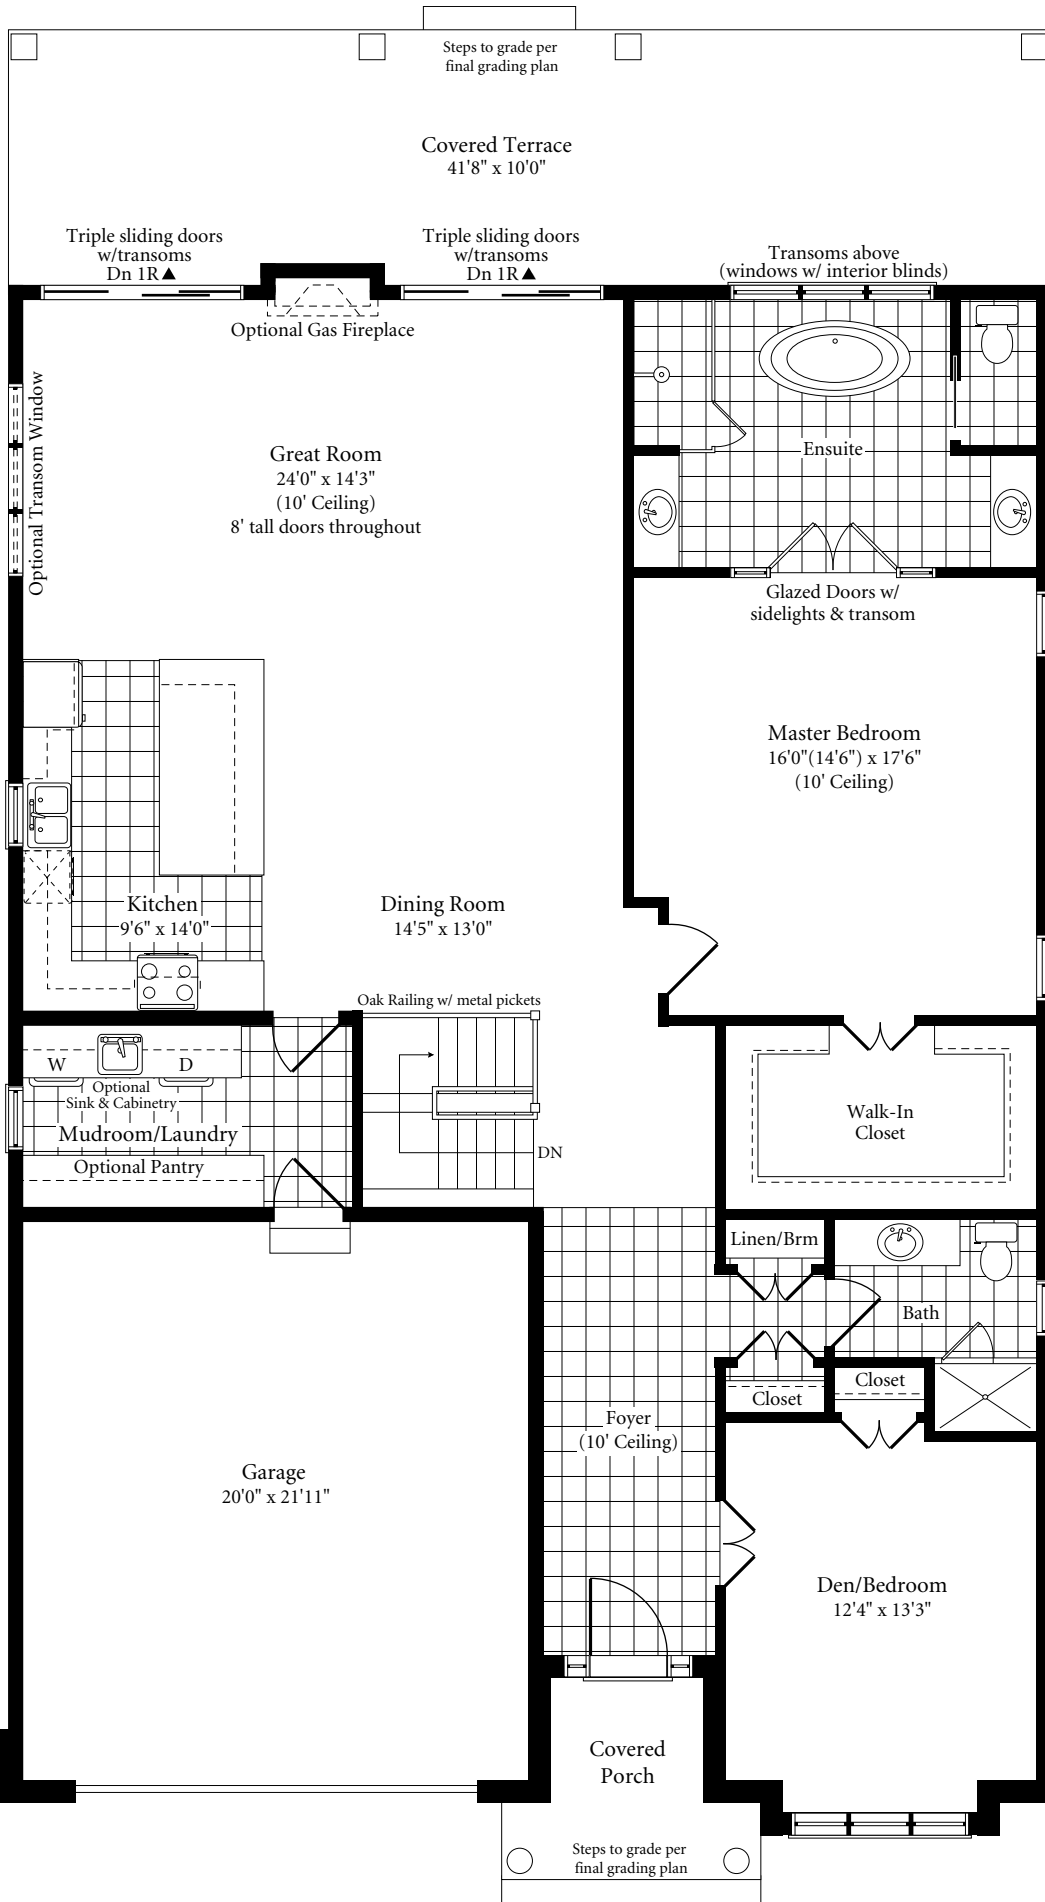 Steps to grade per
final grading plan
Covered Terrace
41'8" x 10'0"
Triple sliding doors
w/transoms
Dn 1R▲
Triple sliding doors
w/transoms
Dn 1R▲
Transoms above
(windows w/ interior blinds)
Optional Gas Fireplace
Optional Transom Window
Great Room
24'0" x 14'3"
(10' Ceiling)
8' tall doors throughout
Ensuite
Glazed Doors w/
sidelights & transom
Master Bedroom
16'0"(14'6") x 17'6"
(10' Ceiling)
Kitchen
9'6" x 14'0"
Dining Room
14'5" x 13'0"
Oak Railing w/ metal pickets
W
D
Optional
Sink & Cabinetry
Mudroom/Laundry
Optional Pantry
DN
Walk-In
Closet
Linen/Brm
Bath
Closet
Closet
Foyer
(10' Ceiling)
Garage
20'0" x 21'11"
Den/Bedroom
12'4" x 13'3"
Covered
Porch
Steps to grade per
final grading plan